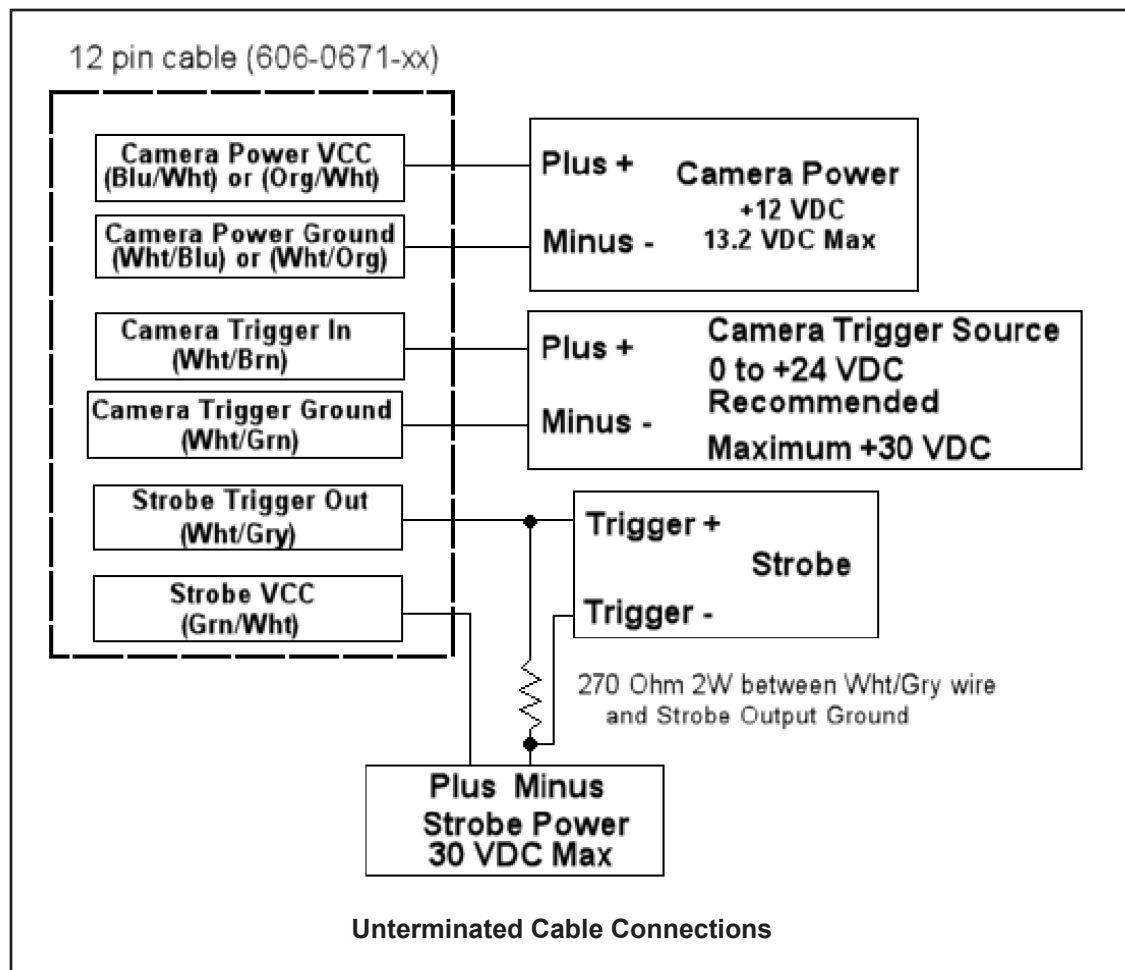 12 pin cable (606-0671-xx)
Camera Power VCC
(Blu/Wht) or (Org/Wht)
Camera Power Ground
(Wht/Blu) or (Wht/Org)
Plus +
Minus -
Camera Power
+12 VDC
13.2 VDC Max
Camera Trigger In
(Wht/Brn)
Camera Trigger Ground
(Wht/Grn)
Plus +
Minus -
Camera Trigger Source
0 to +24 VDC
Recommended
Maximum +30 VDC
Strobe Trigger Out
(Wht/Gry)
Strobe VCC
(Grn/Wht)
Trigger +
Strobe
Trigger -
270 Ohm 2W between Wht/Gry wire
and Strobe Output Ground
Plus Minus
Strobe Power
30 VDC Max
Unterminated Cable Connections